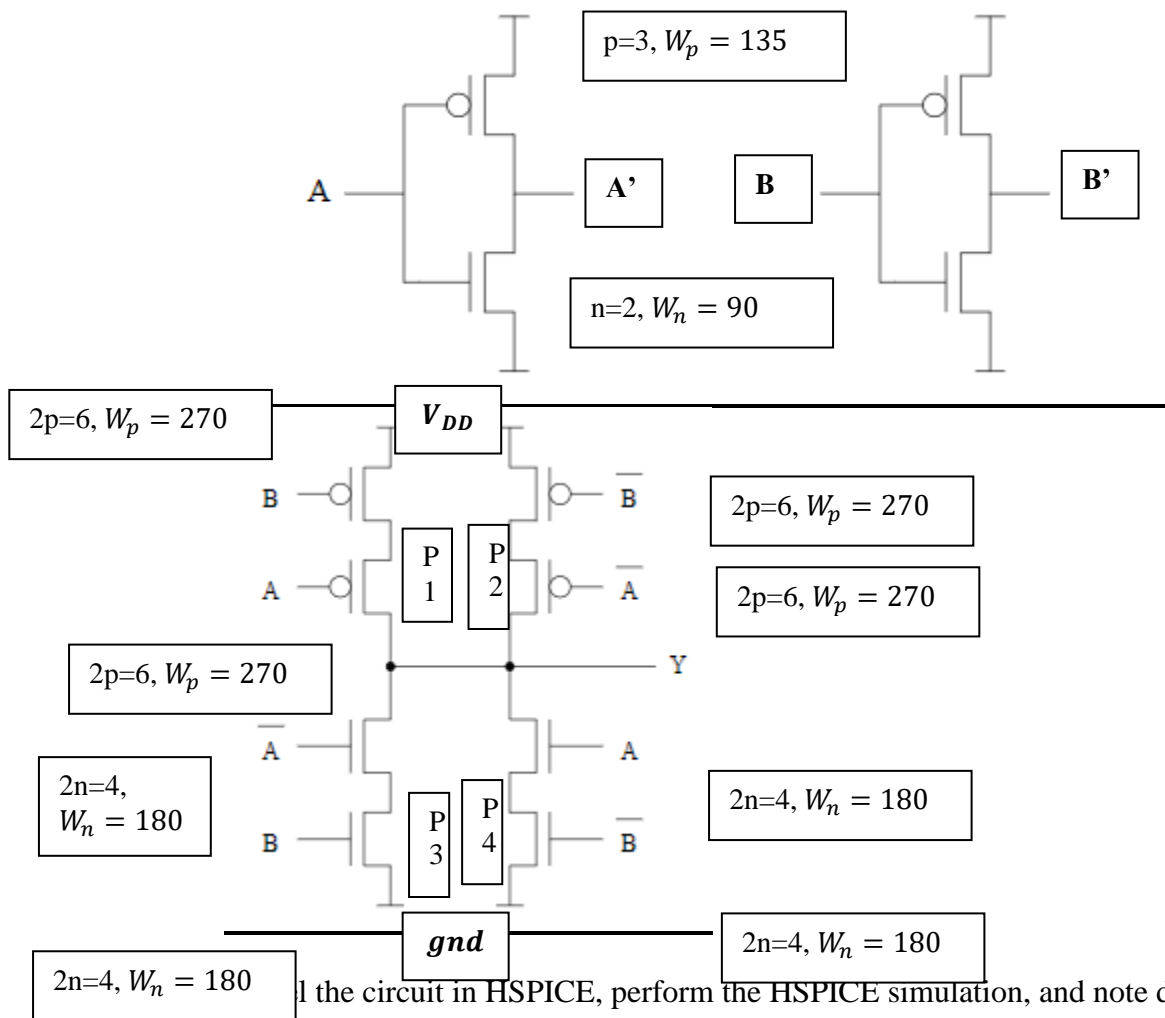 p=3, W_p = 135
A
A’
B
B’
n=2, W_n = 90
2p=6, W_p = 270
V_DD
B
B̅
2p=6, W_p = 270
P
1
P
2
A
A̅
2p=6, W_p = 270
2p=6, W_p = 270
Y
A̅
A
2n=4,
W_n = 180
2n=4, W_n = 180
P
3
P
4
B
B̅
gnd
2n=4, W_n = 180
2n=4, W_n = 180
the circuit in HSPICE, perform the HSPICE simulation, and note